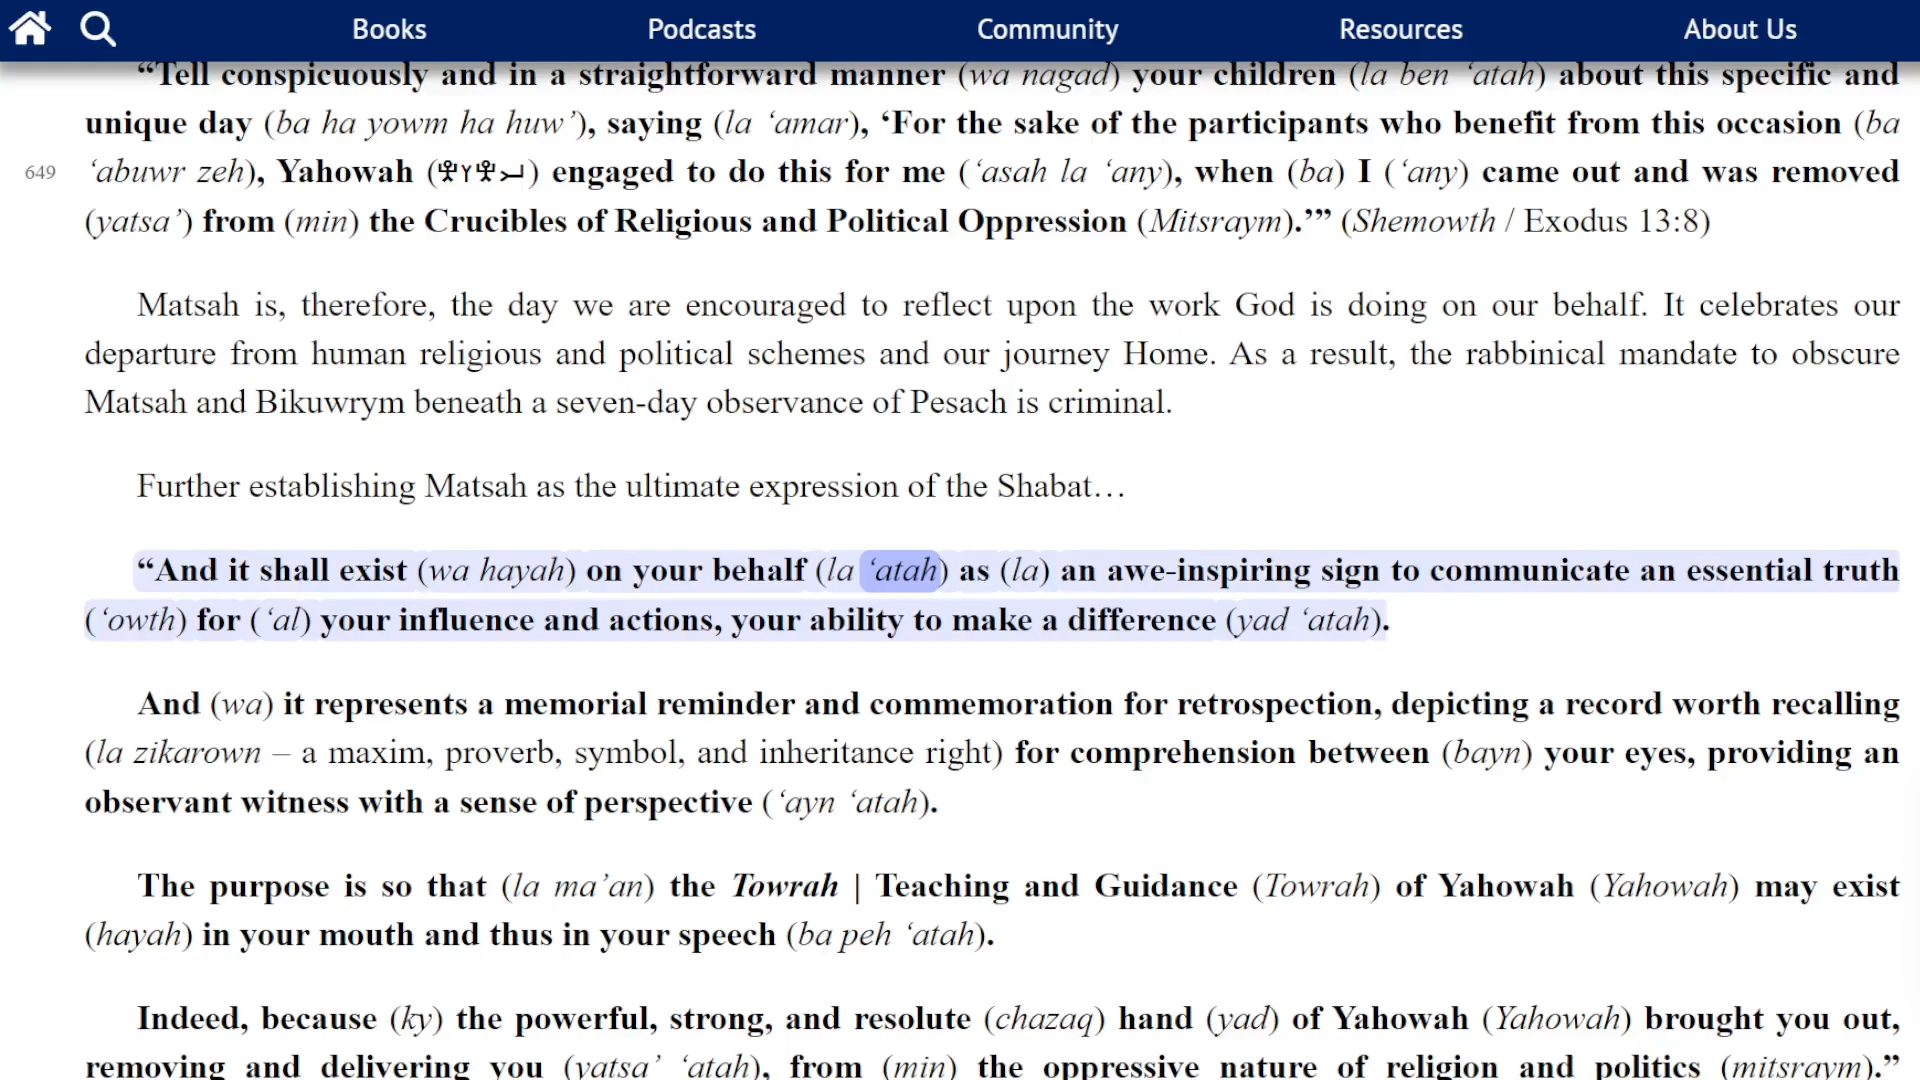 Books Podcasts Community Resources About Us
“Tell conspicuously and in a straightforward manner (wa nagad) your children (la ben ‘atah) about this specific and
unique day (ba ha yowm ha huw’), saying (la ‘amar), ‘For the sake of the participants who benefit from this occasion (ba
649 ‘abuwr zeh), Yahowah () engaged to do this for me (‘asah la ‘any), when (ba) I (‘any) came out and was removed
(yatsa’) from (min) the Crucibles of Religious and Political Oppression (Mitsraym).’” (Shemowth / Exodus 13:8)
Matsah is, therefore, the day we are encouraged to reflect upon the work God is doing on our behalf. It celebrates our
departure from human religious and political schemes and our journey Home. As a result, the rabbinical mandate to obscure
Matsah and Bikuwrym beneath a seven-day observance of Pesach is criminal.
Further establishing Matsah as the ultimate expression of the Shabat…
“And it shall exist (wa hayah) on your behalf (la ‘atah) as (la) an awe-inspiring sign to communicate an essential truth
(‘owth) for (‘al) your influence and actions, your ability to make a difference (yad ‘atah).
And (wa) it represents a memorial reminder and commemoration for retrospection, depicting a record worth recalling
(la zikarown – a maxim, proverb, symbol, and inheritance right) for comprehension between (bayn) your eyes, providing an
observant witness with a sense of perspective (‘ayn ‘atah).
The purpose is so that (la ma’an) the Towrah | Teaching and Guidance (Towrah) of Yahowah (Yahowah) may exist
(hayah) in your mouth and thus in your speech (ba peh ‘atah).
Indeed, because (ky) the powerful, strong, and resolute (chazaq) hand (yad) of Yahowah (Yahowah) brought you out,
removing and delivering you (yatsa’ ‘atah), from (min) the oppressive nature of religion and politics (mitsraym).”